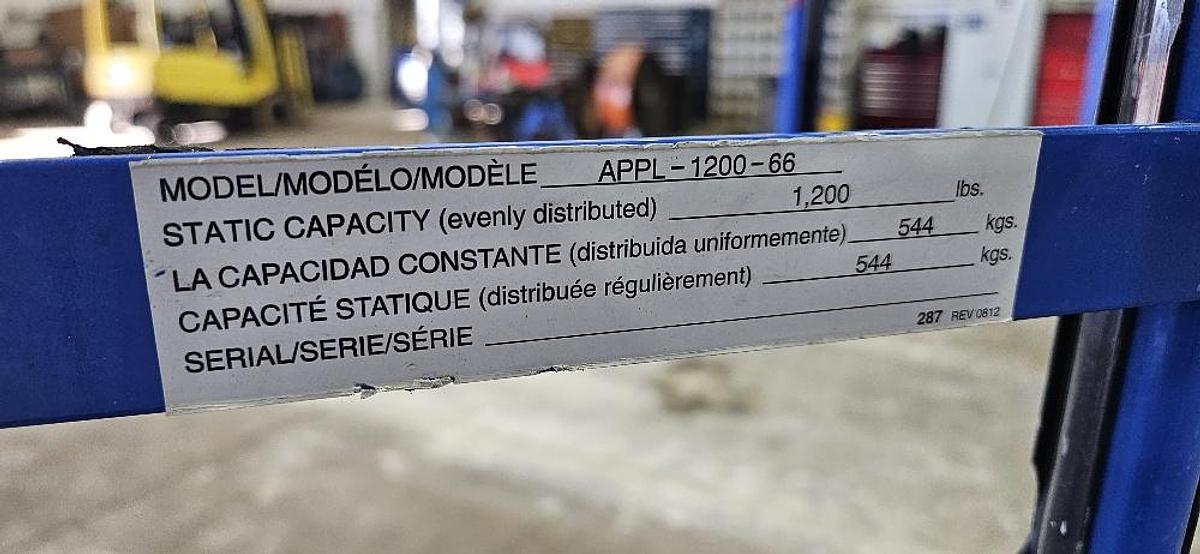 MODEL/MODÉLO/MODÈLE APPL-1200-66
STATIC CAPACITY (evenly distributed) 1,200 lbs.
LA CAPACIDAD CONSTANTE (distribuida uniformemente) 544 kgs.
CAPACITÉ STATIQUE (distribuée régulièrement) 544 kgs.
SERIAL/SERIE/SÉRIE
287 REV 0812